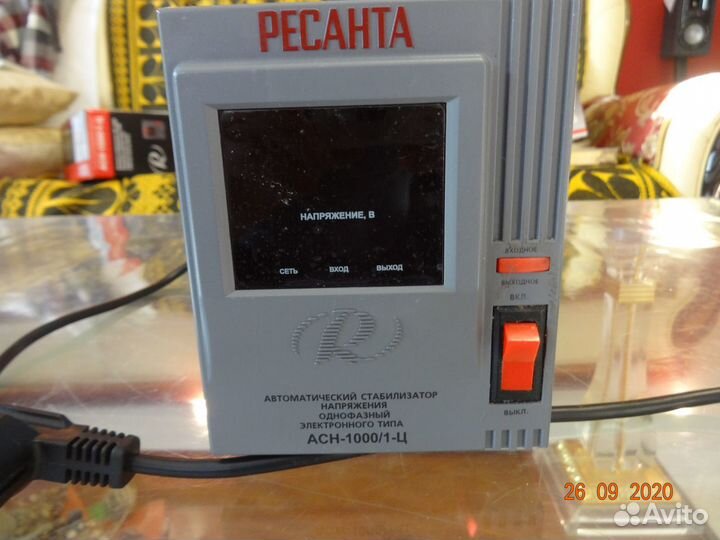 РЕСАНТА
НАПРЯЖЕНИЕ, В
СЕТЬ ВХОД ВЫХОД
ВХОДНОЕ
ВЫХОДНОЕ
ВКЛ.
ВЫКЛ.
R
АВТОМАТИЧЕСКИЙ СТАБИЛИЗАТОР
НАПРЯЖЕНИЯ
ОДНОФАЗНЫЙ
ЭЛЕКТРОННОГО ТИПА
АСН-1000/1-Ц
26 09 2020
Avito